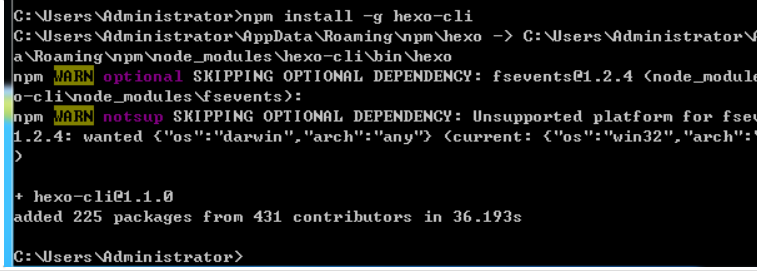 C:\Users\Administrator>npm install -g hexo-cli
C:\Users\Administrator\AppData\Roaming\npm\hexo -> C:\Users\Administrator\
a\Roaming\npm\node_modules\hexo-cli\bin\hexo
npm WARN optional SKIPPING OPTIONAL DEPENDENCY: fsevents@1.2.4 (node_module
o-cli\node_modules\fsevents):
npm WARN notsup SKIPPING OPTIONAL DEPENDENCY: Unsupported platform for fsev
1.2.4: wanted {"os":"darwin","arch":"any"} (current: {"os":"win32","arch":"
)
+ hexo-cli@1.1.0
added 225 packages from 431 contributors in 36.193s
C:\Users\Administrator>